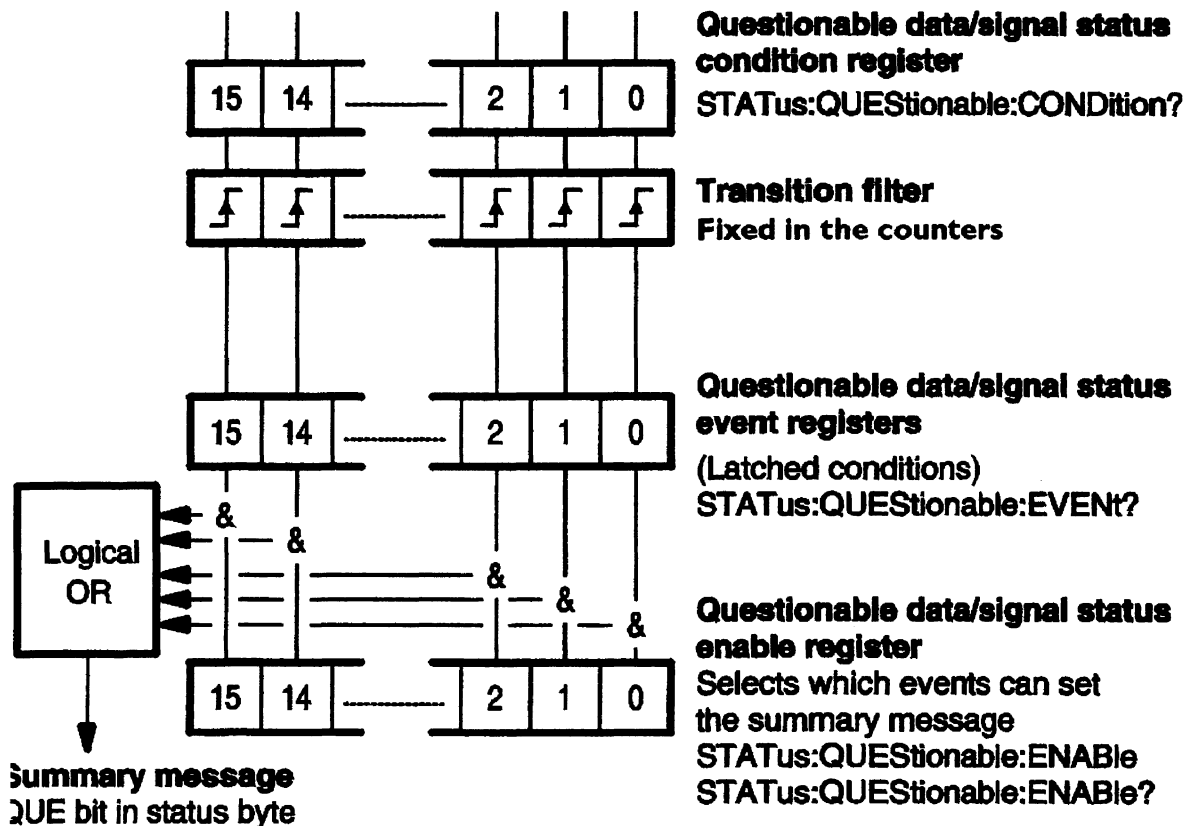 Questionable data/signal status
condition register
STATus:QUEStionable:CONDition?
15 14 2 1 0
Transition filter
Fixed in the counters
Questionable data/signal status
event registers
(Latched conditions)
STATus:QUEStionable:EVENt?
15 14 2 1 0
&
&
&
&
&
Logical
OR
Questionable data/signal status
enable register
Selects which events can set
the summary message
STATus:QUEStionable:ENABle
STATus:QUEStionable:ENABle?
15 14 2 1 0
Summary message
QUE bit in status byte